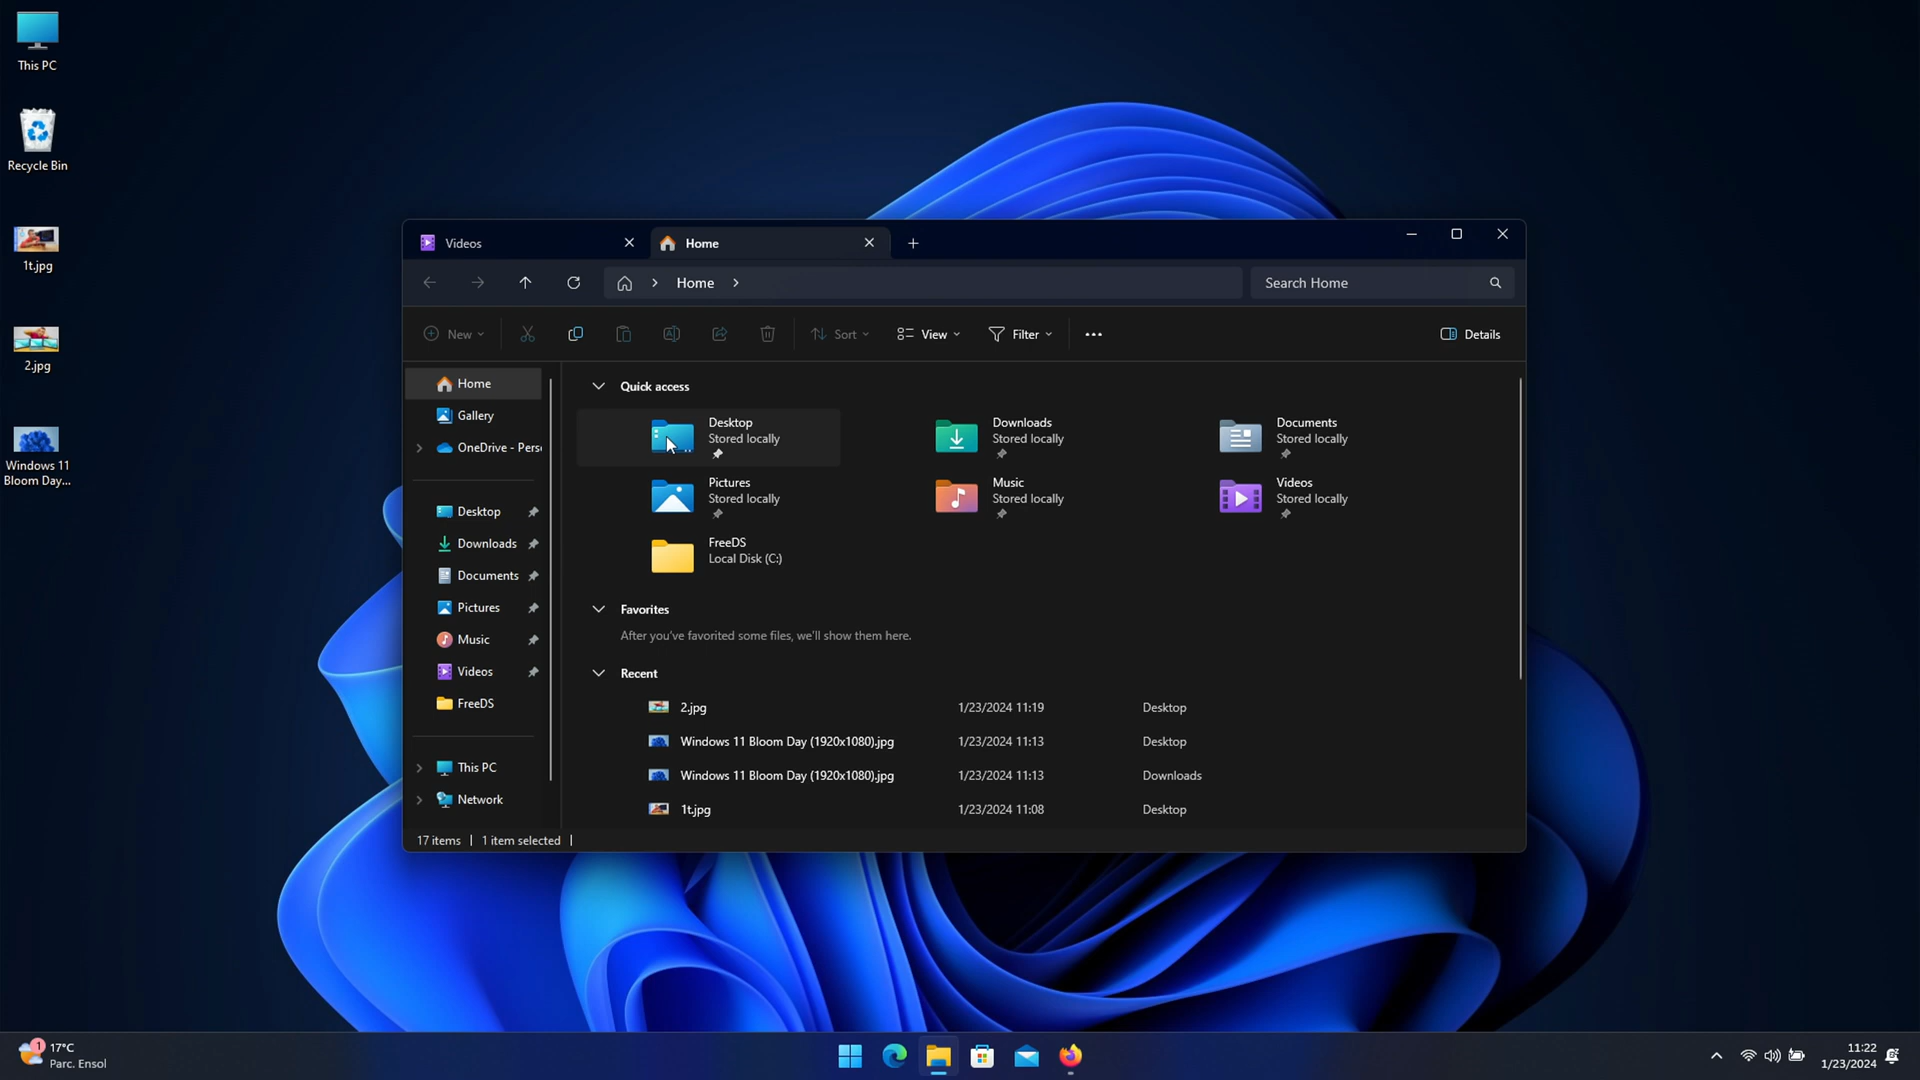 This PC
Recycle Bin
1t.jpg
2.jpg
Windows 11
Bloom Day...
Videos
Home
Home
Search Home
New
Sort
View
Filter
Details
Home
Gallery
OneDrive - Perso
Desktop
Downloads
Documents
Pictures
Music
Videos
FreeDS
This PC
Network
Quick access
Desktop
Stored locally
Downloads
Stored locally
Documents
Stored locally
Pictures
Stored locally
Music
Stored locally
Videos
Stored locally
FreeDS
Local Disk (C:)
Favorites
After you've favorited some files, we'll show them here.
Recent
2.jpg 1/23/2024 11:19 Desktop
Windows 11 Bloom Day (1920x1080).jpg 1/23/2024 11:13 Desktop
Windows 11 Bloom Day (1920x1080).jpg 1/23/2024 11:13 Downloads
1t.jpg 1/23/2024 11:08 Desktop
17 items | 1 item selected |
1
17°C
Parc. Ensol
11:22
1/23/2024